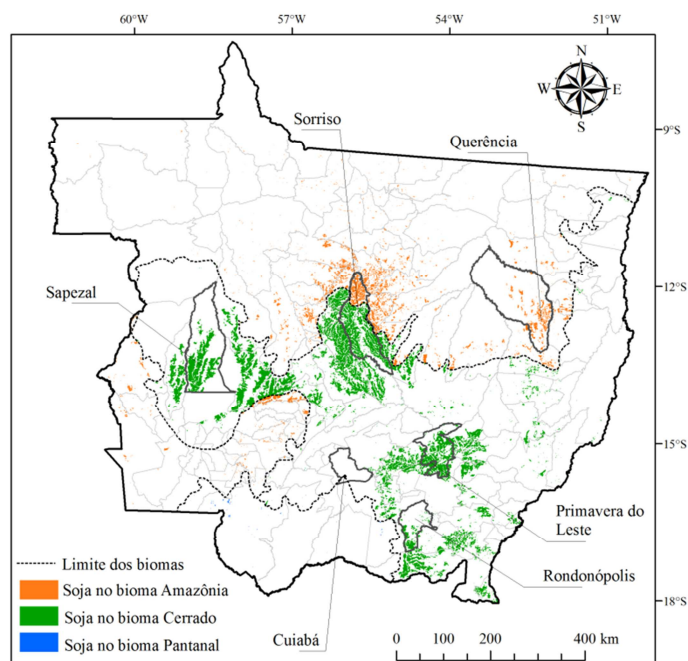 60°W
57°W
54°W
51°W
N
W
E
S
Sorriso
Querência
9°S
12°S
Sapezal
15°S
Primavera do
Leste
Rondonópolis
Limite dos biomas
Soja no bioma Amazônia
Soja no bioma Cerrado
Soja no bioma Pantanal
Cuiabá
18°S
0
100
200
400 km